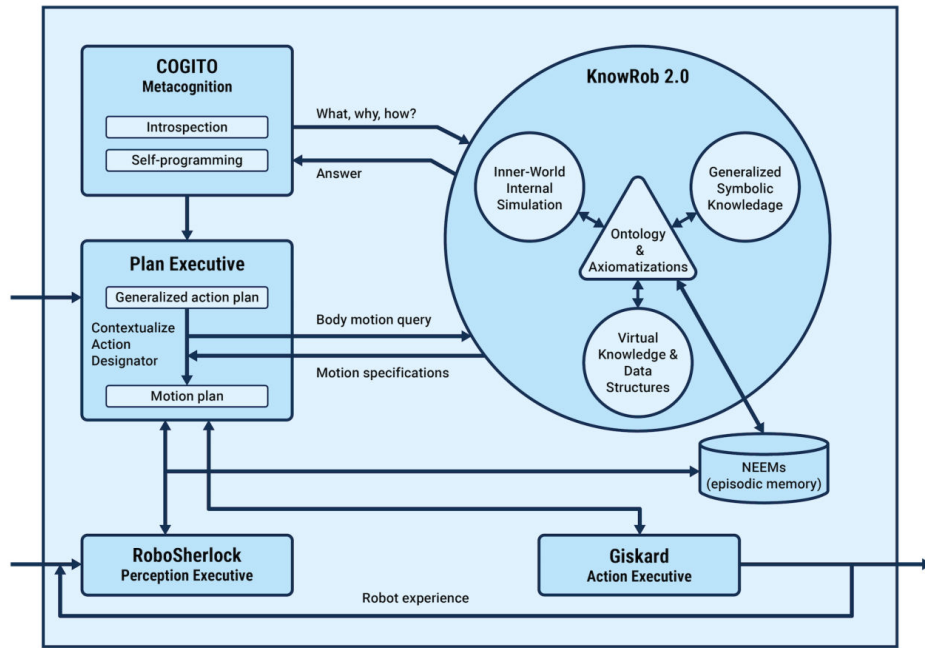 COGITO
Metacognition
Introspection
Self-programming
What, why, how?
Answer
KnowRob 2.0
Inner-World
Internal
Simulation
Generalized
Symbolic
Knowledage
Ontology
&
Axiomatizations
Virtual
Knowledge &
Data
Structures
Plan Executive
Generalized action plan
Contextualize
Action
Designator
Motion plan
Body motion query
Motion specifications
NEEMs
(episodic memory)
RoboSherlock
Perception Executive
Giskard
Action Executive
Robot experience